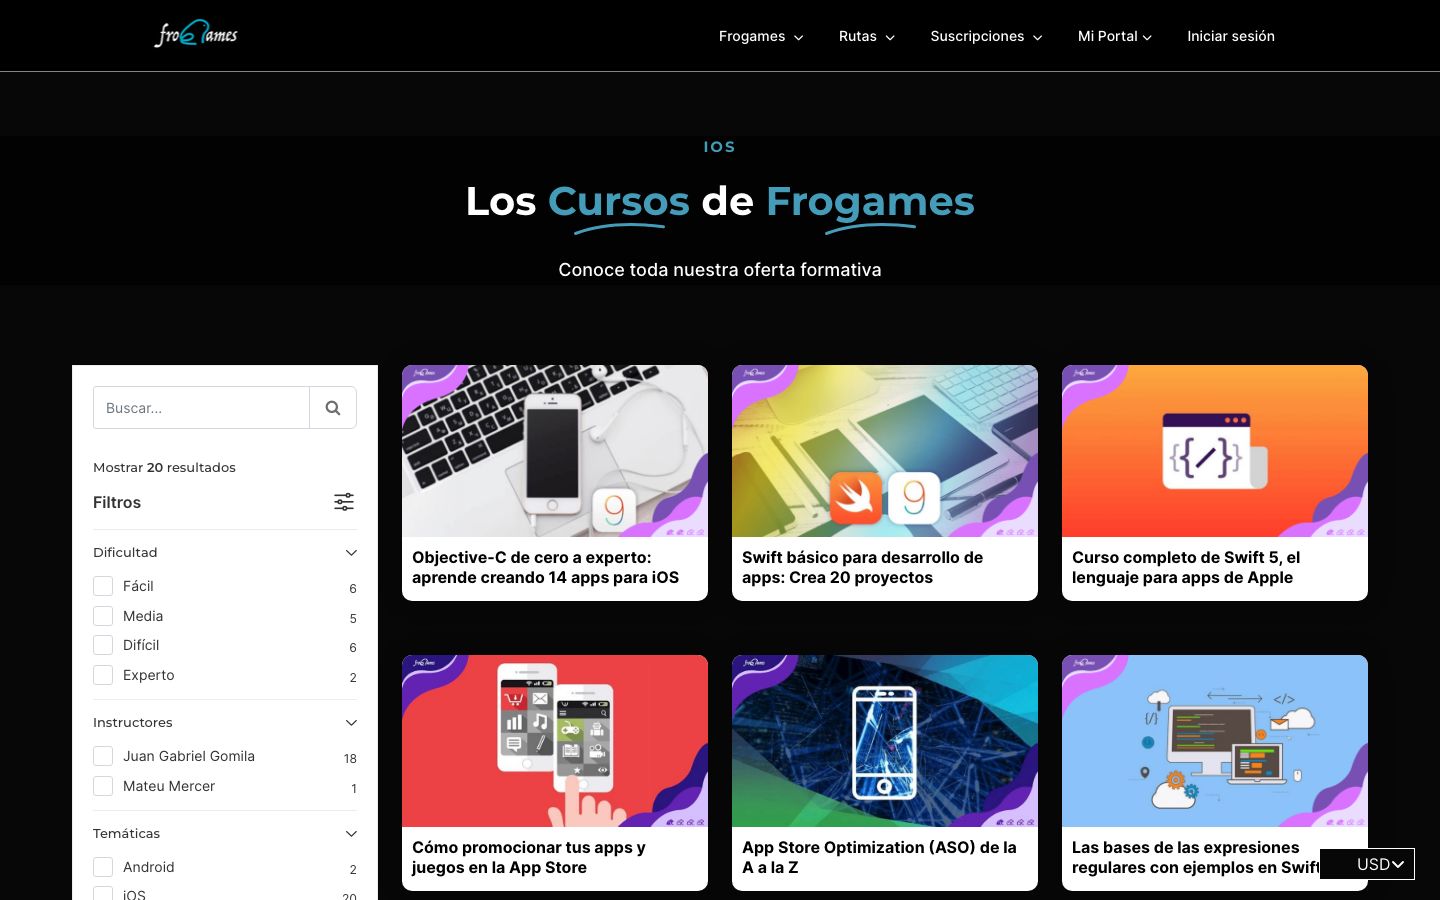 frogames
Frogames
Rutas
Suscripciones
Mi Portal
Iniciar sesión
IOS
Los Cursos de Frogames
Conoce toda nuestra oferta formativa
Buscar...
Mostrar 20 resultados
Filtros
Dificultad
Fácil 6
Media 5
Difícil 6
Experto 2
Instructores
Juan Gabriel Gomila 18
Mateu Mercer 1
Temáticas
Android 2
iOS 20
9
Objective-C de cero a experto:
aprende creando 14 apps para iOS
9
Swift básico para desarrollo de
apps: Crea 20 proyectos
Curso completo de Swift 5, el
lenguaje para apps de Apple
Cómo promocionar tus apps y
juegos en la App Store
App Store Optimization (ASO) de la
A a la Z
Las bases de las expresiones
regulares con ejemplos en Swift
USD